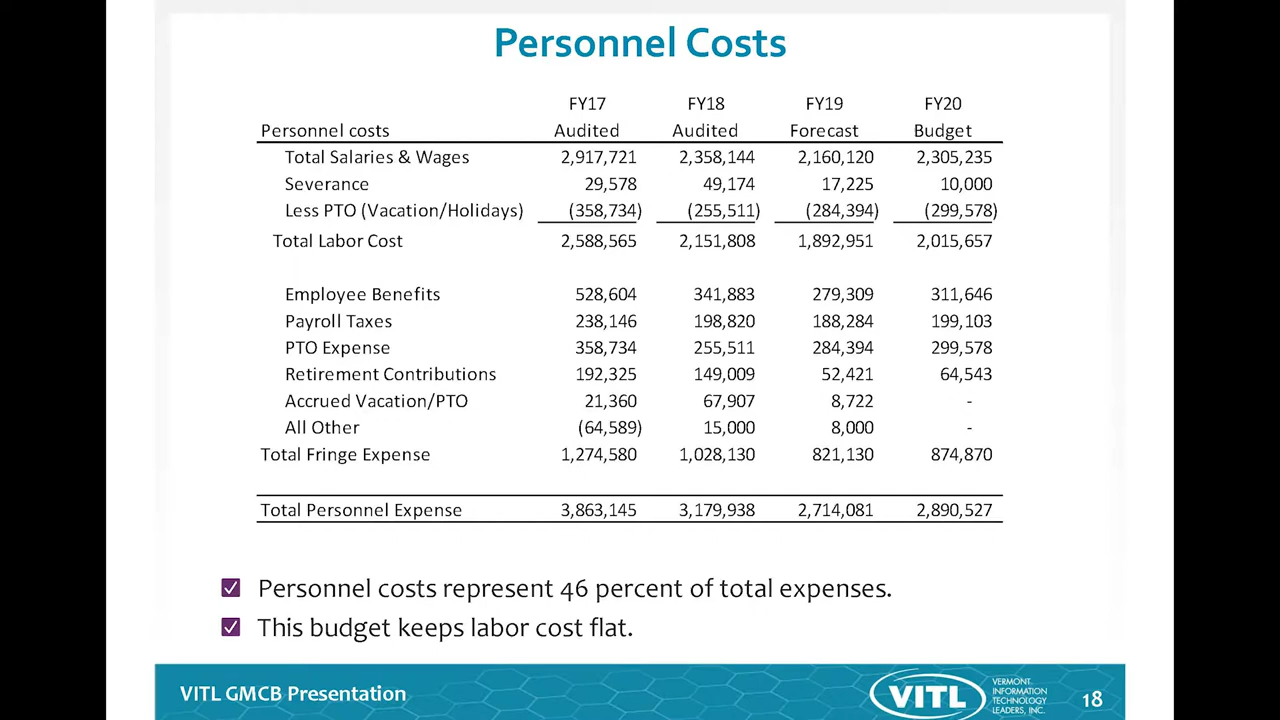 Personnel Costs
FY17 FY18 FY19 FY20
Personnel costs Audited Audited Forecast Budget
Total Salaries & Wages 2,917,721 2,358,144 2,160,120 2,305,235
Severance 29,578 49,174 17,225 10,000
Less PTO (Vacation/Holidays) (358,734) (255,511) (284,394) (299,578)
Total Labor Cost 2,588,565 2,151,808 1,892,951 2,015,657
Employee Benefits 528,604 341,883 279,309 311,646
Payroll Taxes 238,146 198,820 188,284 199,103
PTO Expense 358,734 255,511 284,394 299,578
Retirement Contributions 192,325 149,009 52,421 64,543
Accrued Vacation/PTO 21,360 67,907 8,722 -
All Other (64,589) 15,000 8,000 -
Total Fringe Expense 1,274,580 1,028,130 821,130 874,870
Total Personnel Expense 3,863,145 3,179,938 2,714,081 2,890,527
Personnel costs represent 46 percent of total expenses.
This budget keeps labor cost flat.
VITL GMCB Presentation
VITL
VERMONT
INFORMATION
TECHNOLOGY
LEADERS, INC.
18